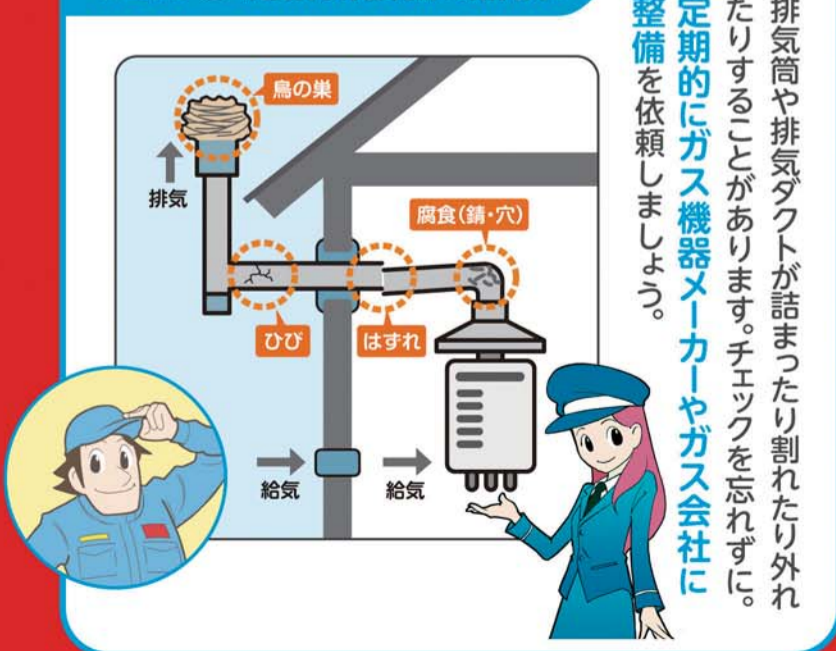 排気筒や排気ダクトが詰まったり割れたり外れ
たりすることがあります。チェックを忘れずに。
定期的にガス機器メーカーやガス会社に
整備を依頼しましょう。
鳥の巣
排気
腐食(錆・穴)
ひび
はずれ
給気
給気